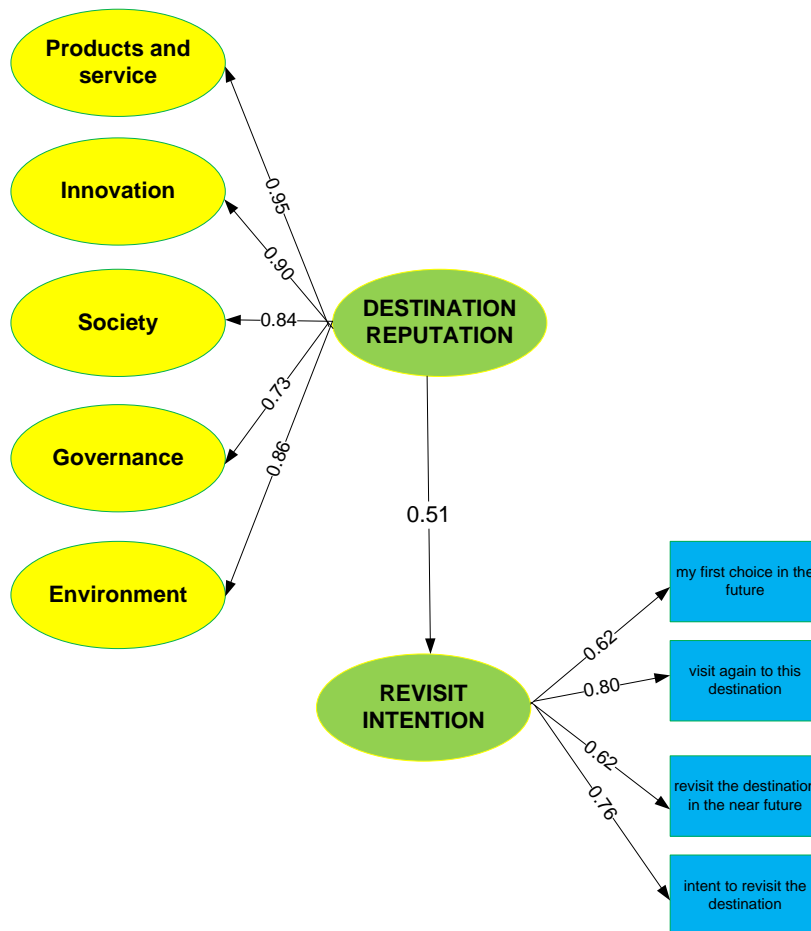 Products and
service
0.95
Innovation
0.90
Society
0.84
DESTINATION
REPUTATION
Governance
0.73
Environment
0.86
0.51
REVISIT
INTENTION
0.62
my first choice in the
future
0.80
visit again to this
destination
0.62
revisit the destination
in the near future
0.76
intent to revisit the
destination